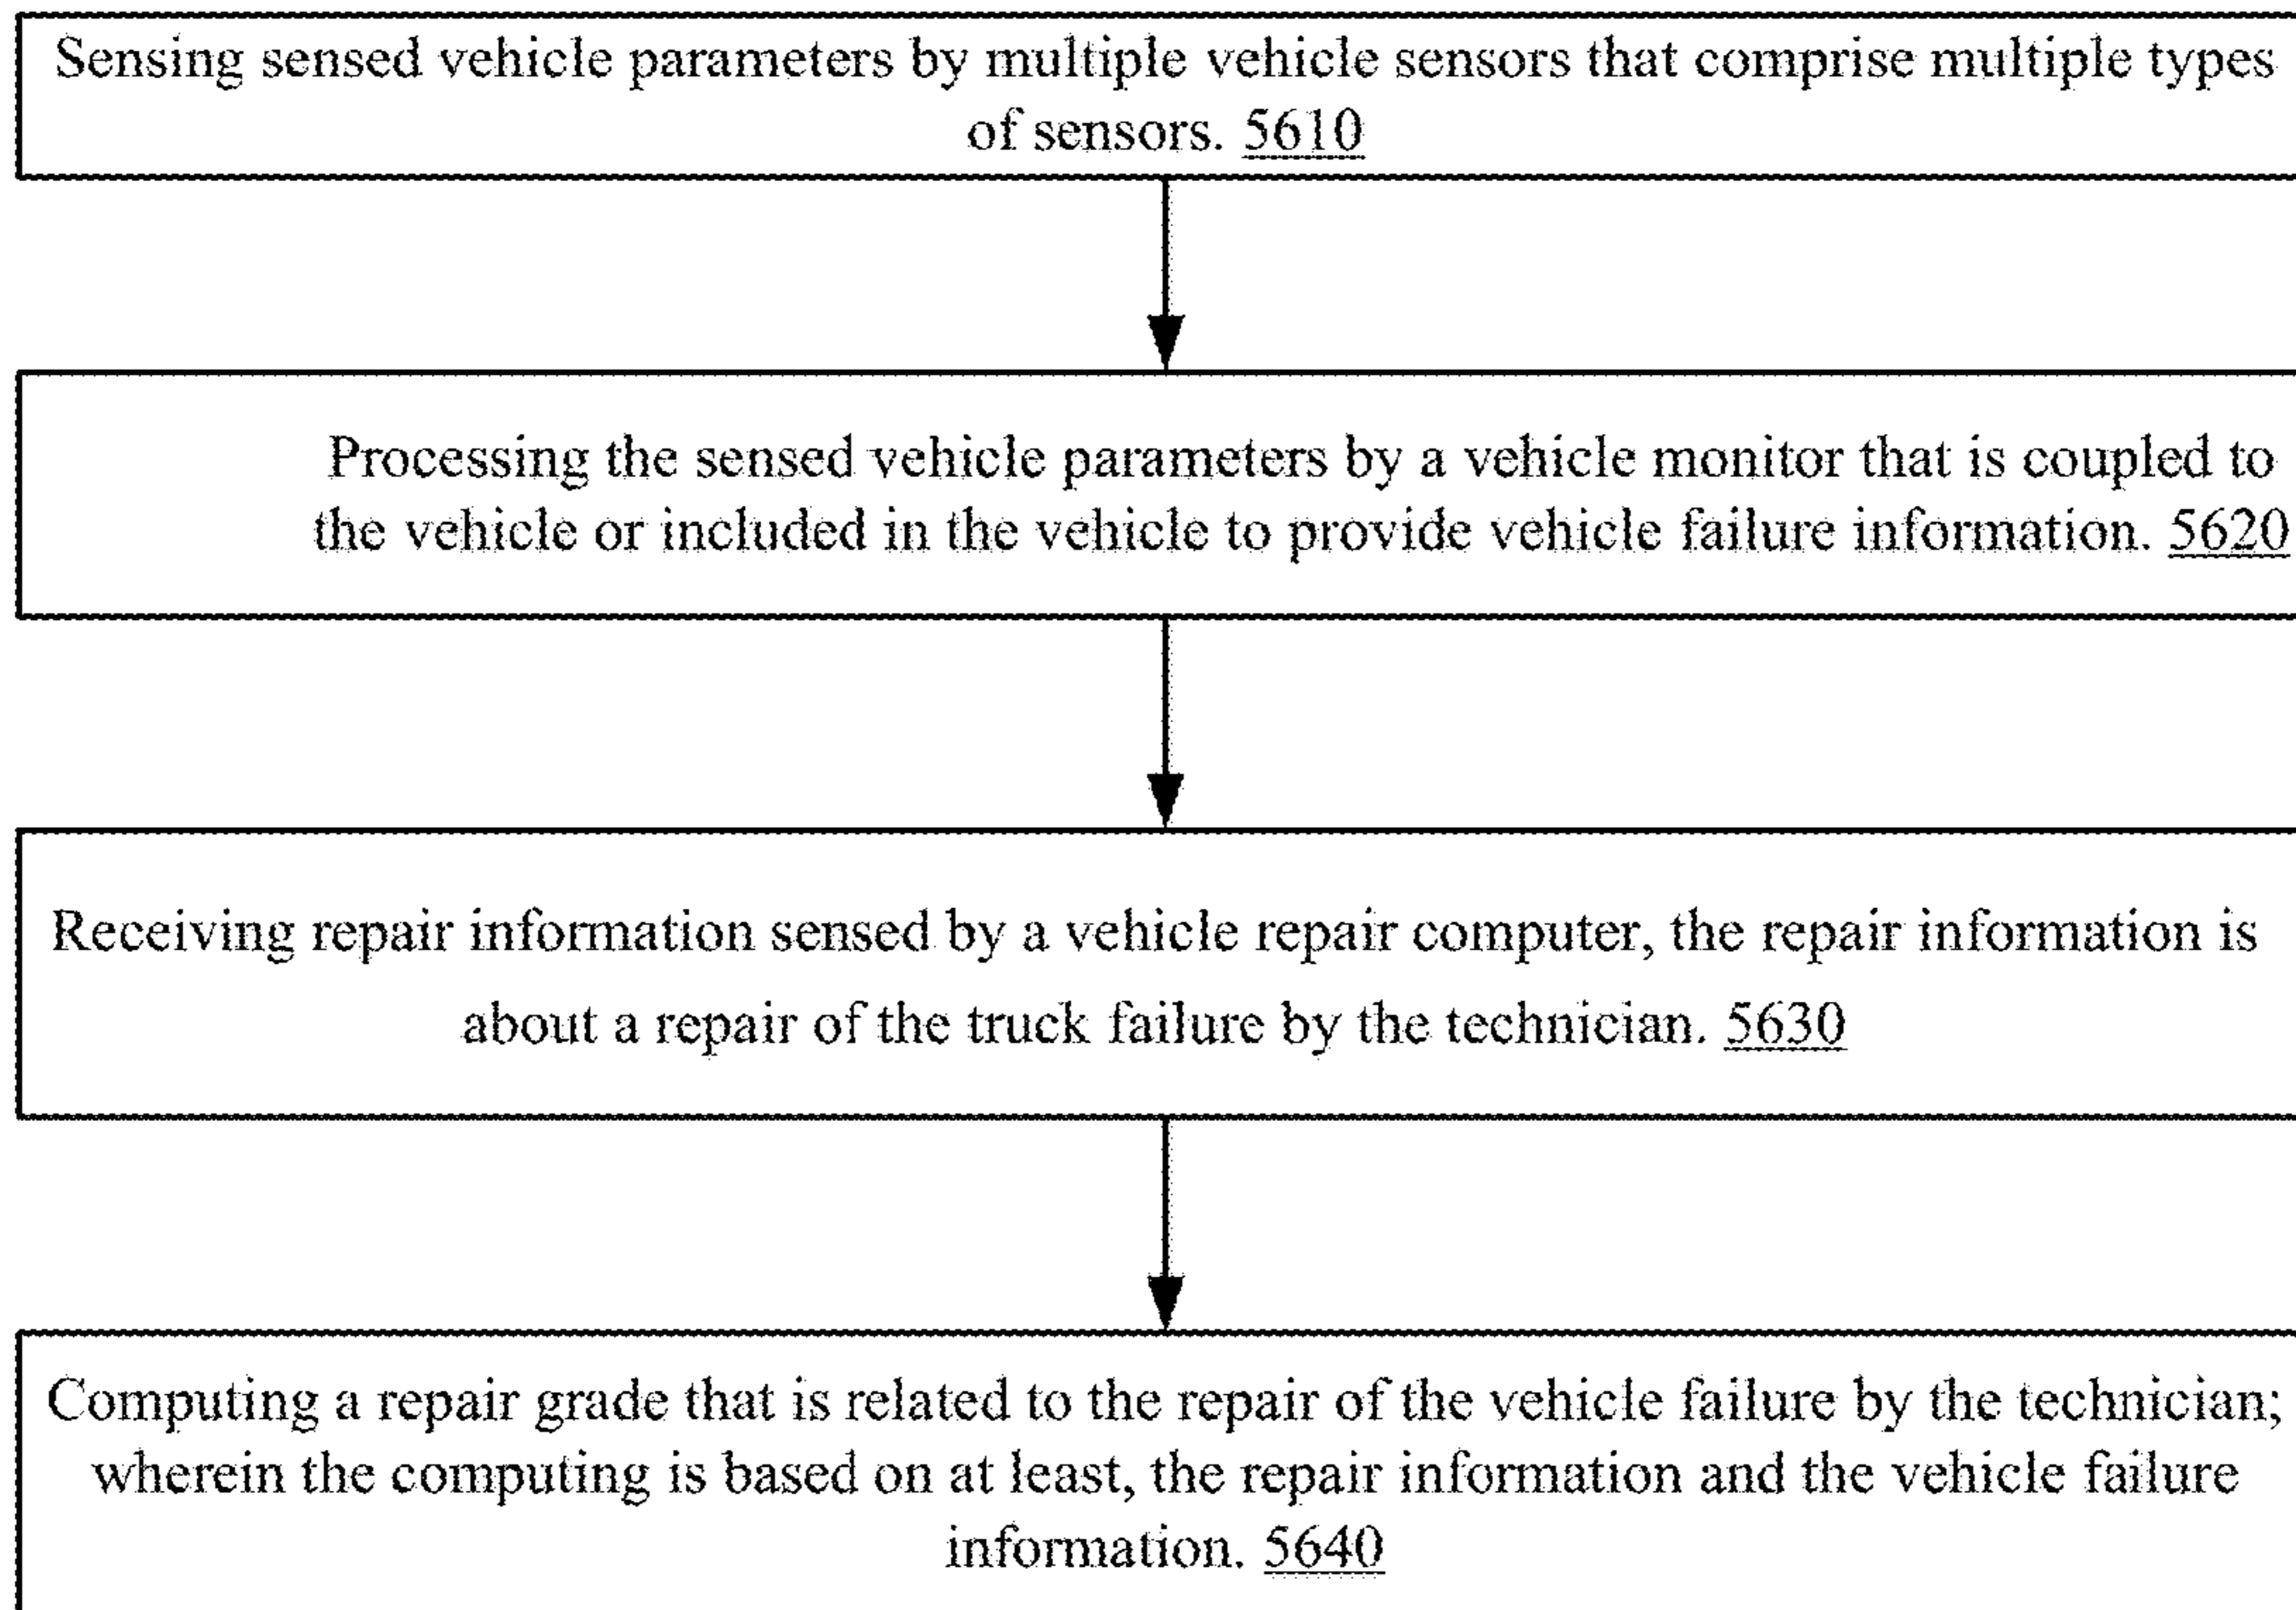 Sensing sensed vehicle parameters by multiple vehicle sensors that comprise multiple types
of sensors. 5610
Processing the sensed vehicle parameters by a vehicle monitor that is coupled to
the vehicle or included in the vehicle to provide vehicle failure information. 5620
Receiving repair information sensed by a vehicle repair computer, the repair information is
about a repair of the truck failure by the technician. 5630
Computing a repair grade that is related to the repair of the vehicle failure by the technician;
wherein the computing is based on at least, the repair information and the vehicle failure
information. 5640